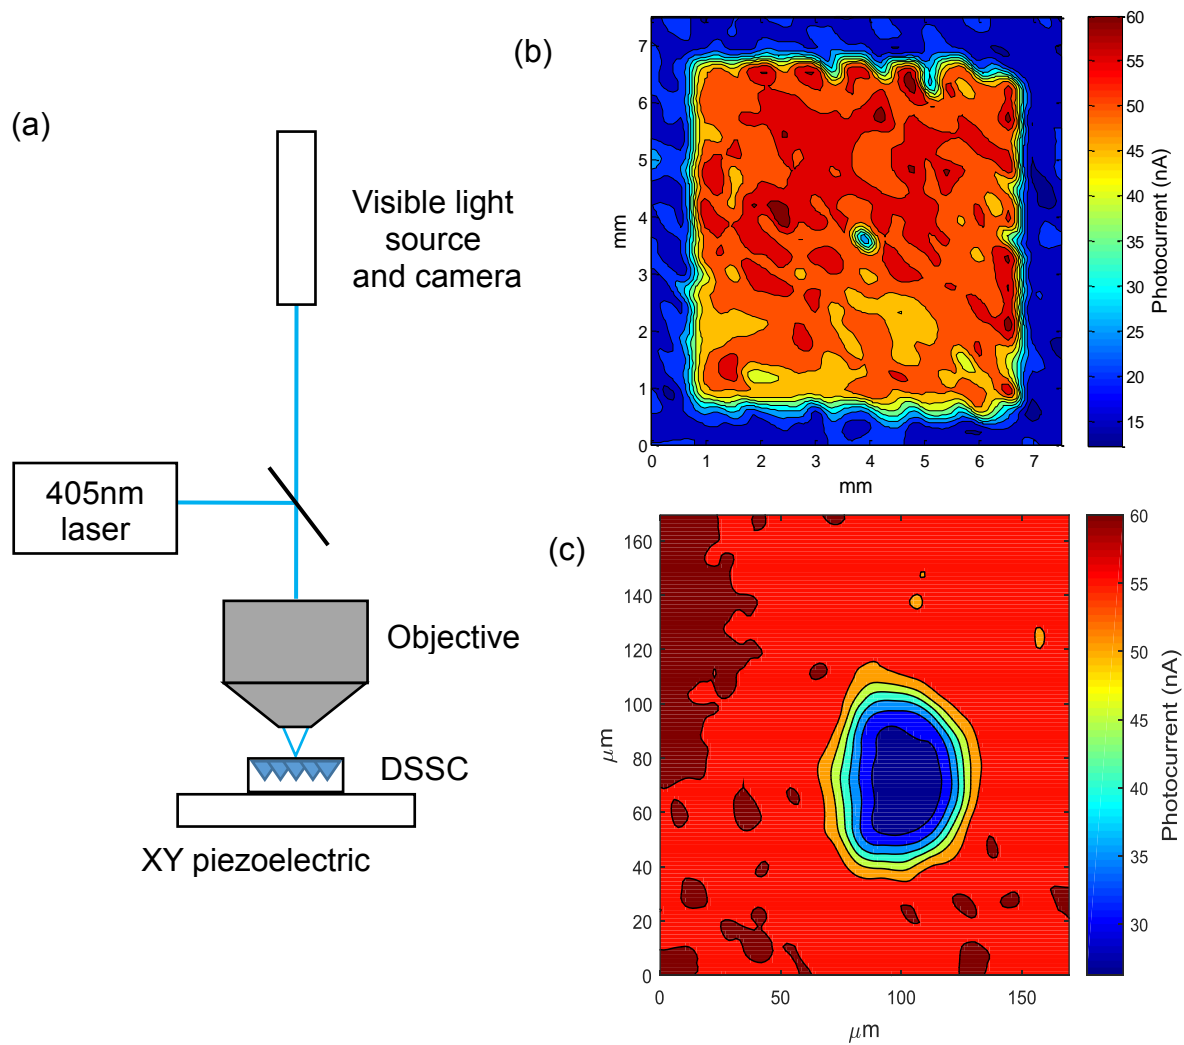 (a)
Visible light
source
and camera
405nm
laser
Objective
DSSC
XY piezoelectric
(b)
7
6
5
4
3
2
1
0
mm
0 1 2 3 4 5 6 7
mm
60
55
50
45
40
35
30
25
20
15
Photocurrent (nA)
(c)
160
140
120
100
80
60
40
20
0
μm
0 50 100 150
μm
60
55
50
45
40
35
30
Photocurrent (nA)